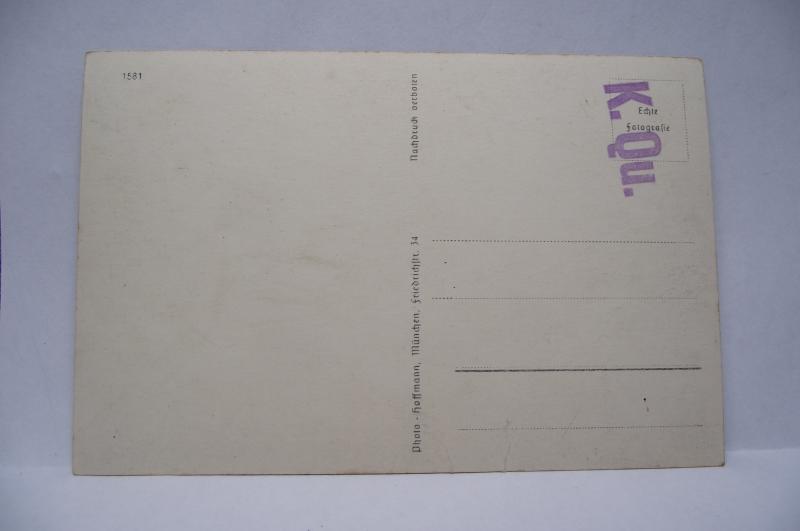 1581
Photo - Hoffmann, München, Friedrichstr. 34
Nachdruck verboten
Echte
Fotografie
K. Qu.